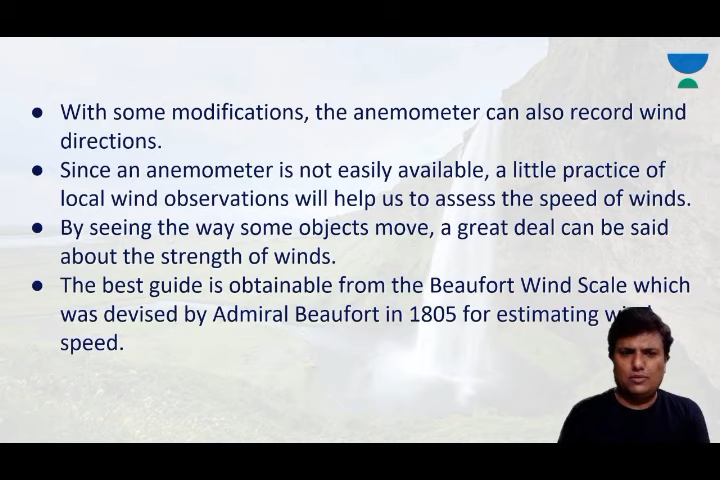 ● With some modifications, the anemometer can also record wind
directions.
● Since an anemometer is not easily available, a little practice of
local wind observations will help us to assess the speed of winds.
● By seeing the way some objects move, a great deal can be said
about the strength of winds.
● The best guide is obtainable from the Beaufort Wind Scale which
was devised by Admiral Beaufort in 1805 for estimating
speed.